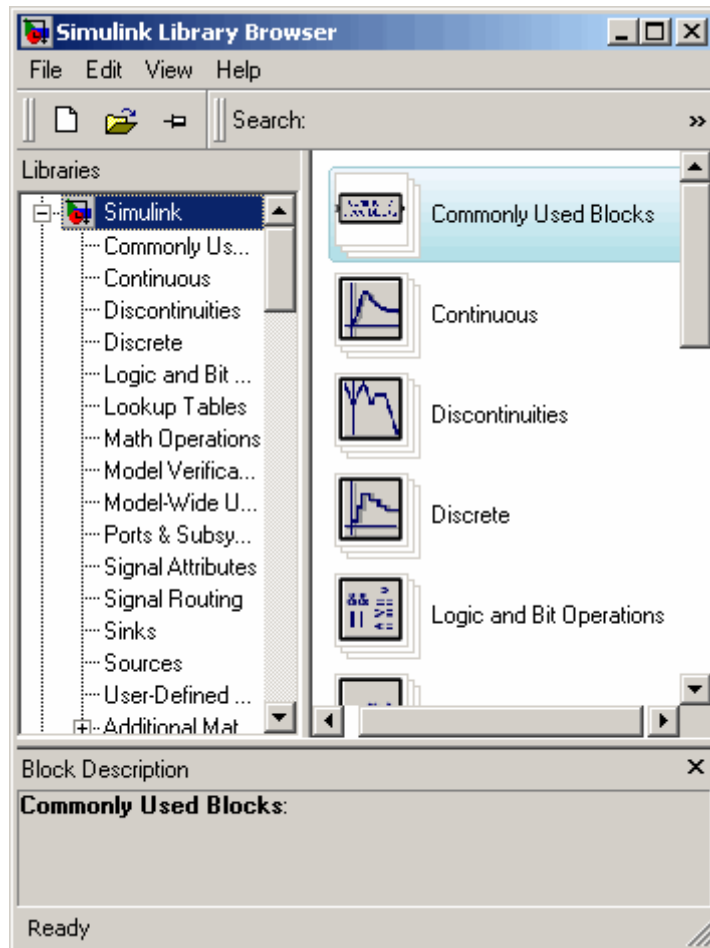 Simulink Library Browser
File Edit View Help
Search:
»
Libraries
Simulink
Commonly Us...
Continuous
Discontinuities
Discrete
Logic and Bit ...
Lookup Tables
Math Operations
Model Verifica...
Model-Wide U...
Ports & Subsy...
Signal Attributes
Signal Routing
Sinks
Sources
User-Defined ...
Additional Mat
Commonly Used Blocks
Continuous
Discontinuities
Discrete
Logic and Bit Operations
Block Description
Commonly Used Blocks:
Ready